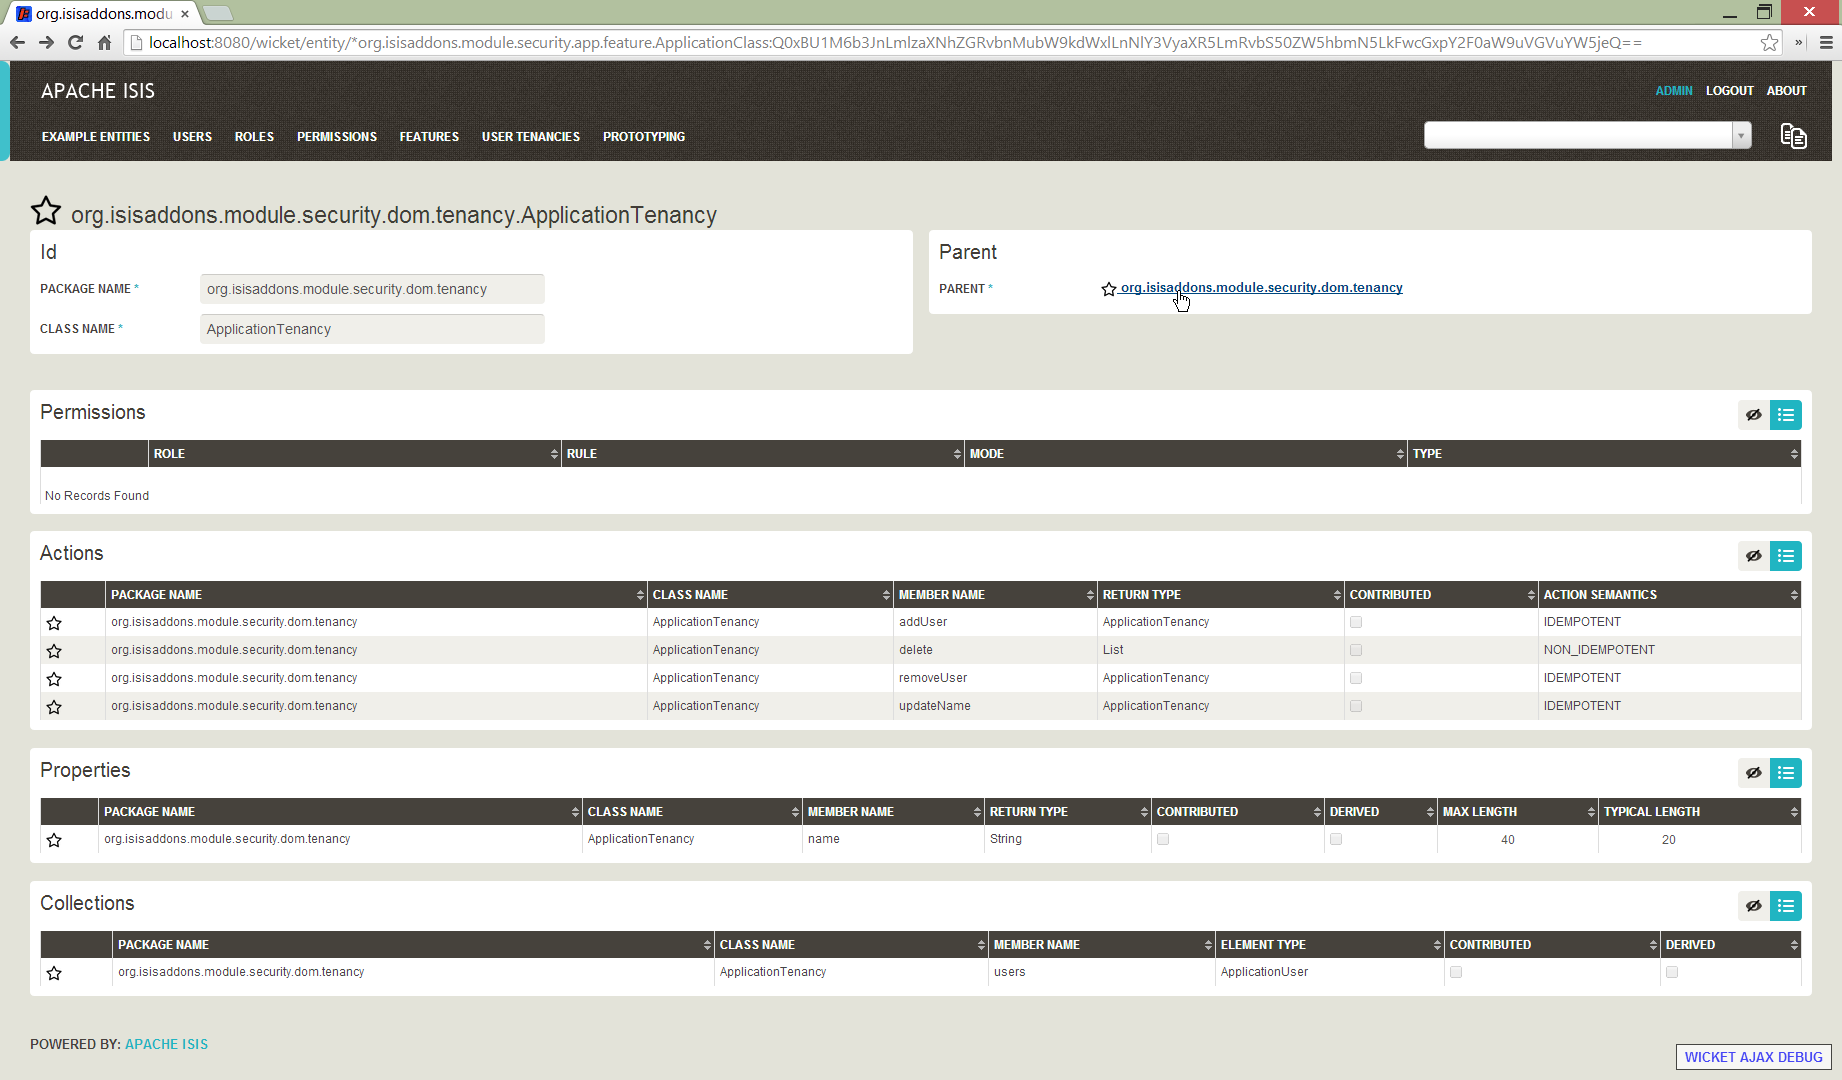 org.isisaddons.modu
localhost:8080/wicket/entity/*org.isisaddons.module.security.app.feature.ApplicationClass:Q0xBU1M6b3JnLmlzaXNhZGRvbnMubW9kdWxlLnNlY3VyaXR5LmRvbS50ZW5hbmN5LkFwcGxpY2F0aW9uVGVuYW5jeQ==
APACHE ISIS
ADMIN LOGOUT ABOUT
EXAMPLE ENTITIES USERS ROLES PERMISSIONS FEATURES USER TENANCIES PROTOTYPING
org.isisaddons.module.security.dom.tenancy.ApplicationTenancy
Id
PACKAGE NAME * org.isisaddons.module.security.dom.tenancy
CLASS NAME * ApplicationTenancy
Parent
PARENT * org.isisaddons.module.security.dom.tenancy
Permissions
ROLE RULE MODE TYPE
No Records Found
Actions
PACKAGE NAME CLASS NAME MEMBER NAME RETURN TYPE CONTRIBUTED ACTION SEMANTICS
org.isisaddons.module.security.dom.tenancy ApplicationTenancy addUser ApplicationTenancy IDEMPOTENT
org.isisaddons.module.security.dom.tenancy ApplicationTenancy delete List NON_IDEMPOTENT
org.isisaddons.module.security.dom.tenancy ApplicationTenancy removeUser ApplicationTenancy IDEMPOTENT
org.isisaddons.module.security.dom.tenancy ApplicationTenancy updateName ApplicationTenancy IDEMPOTENT
Properties
PACKAGE NAME CLASS NAME MEMBER NAME RETURN TYPE CONTRIBUTED DERIVED MAX LENGTH TYPICAL LENGTH
org.isisaddons.module.security.dom.tenancy ApplicationTenancy name String 40 20
Collections
PACKAGE NAME CLASS NAME MEMBER NAME ELEMENT TYPE CONTRIBUTED DERIVED
org.isisaddons.module.security.dom.tenancy ApplicationTenancy users ApplicationUser
POWERED BY: APACHE ISIS
WICKET AJAX DEBUG